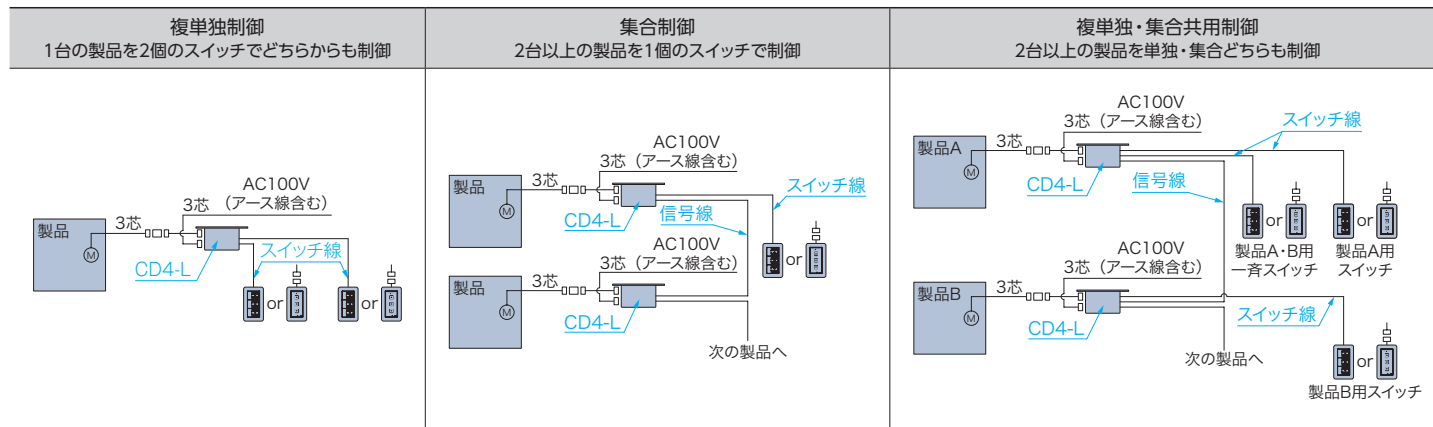 複単独制御
1台の製品を2個のスイッチでどちらからも制御
AC100V
3芯 (アース線含む)
製品
3芯
M
CD4-L
スイッチ線
or
or
集合制御
2台以上の製品を1個のスイッチで制御
AC100V
3芯 (アース線含む)
製品
3芯
M
スイッチ線
CD4-L
信号線
or
AC100V
3芯 (アース線含む)
製品
3芯
M
CD4-L
次の製品へ
複単独・集合共用制御
2台以上の製品を単独・集合どちらも制御
AC100V
3芯 (アース線含む)
スイッチ線
製品A
3芯
M
CD4-L
信号線
or
or
製品A・B用
一斉スイッチ
製品A用
スイッチ
AC100V
3芯 (アース線含む)
製品B
3芯
M
スイッチ線
CD4-L
次の製品へ
or
製品B用スイッチ